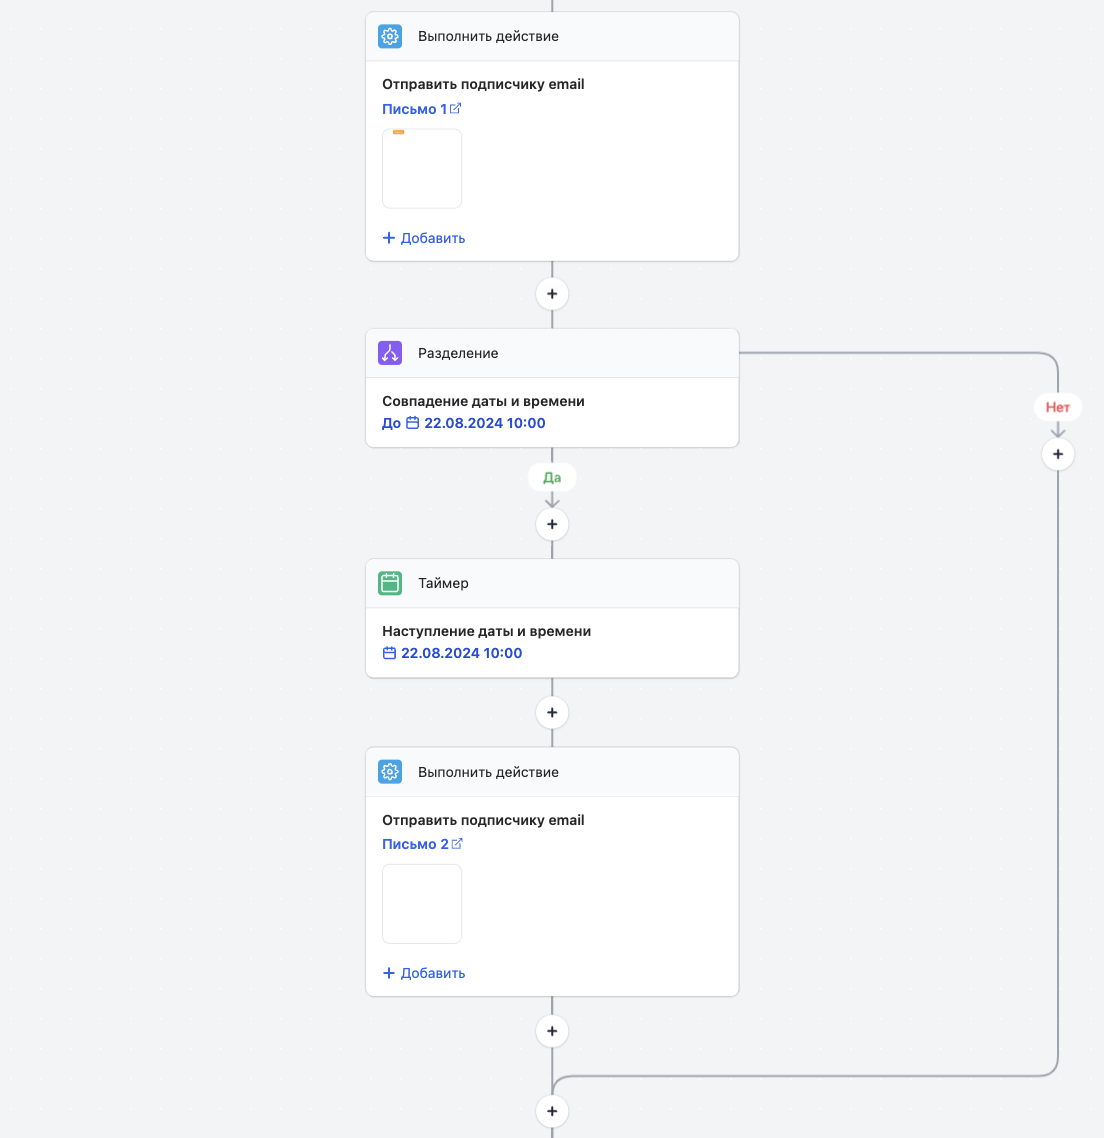 Выполнить действие
Отправить подписчику email
Письмо 1
+ Добавить
+
Разделение
Совпадение даты и времени
До 22.08.2024 10:00
Нет
+
Да
+
Таймер
Наступление даты и времени
22.08.2024 10:00
+
Выполнить действие
Отправить подписчику email
Письмо 2
+ Добавить
+
+